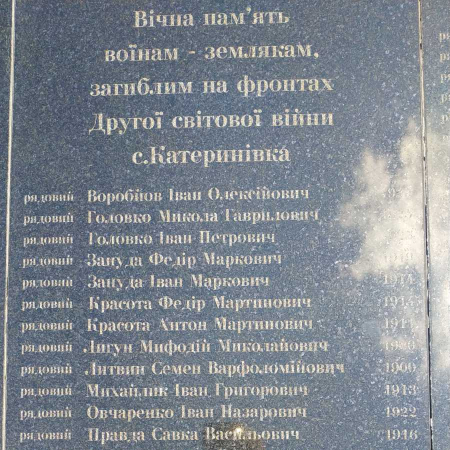 Вічна пам'ять
воїнам - землякам,
загиблим на фронтах
Другої світової війни
с.Катеринівка
рядовий Воробйов Іван Олексійович
рядовий Головко Микола Гаврилович
рядовий Головко Іван Петрович
рядовий Зануда Федір Маркович
рядовий Зануда Іван Маркович
рядовий Красота Федір Мартинович
рядовий Красота Антон Мартинович
рядовий Лигун Мифодій Миколайович
рядовий Литвин Семен Варфоломійович 1900
рядовий Михайлік Іван Григорович 1913
рядовий Овчаренко Іван Назарович 1922
рядовий Правда Савка Васильович 1916